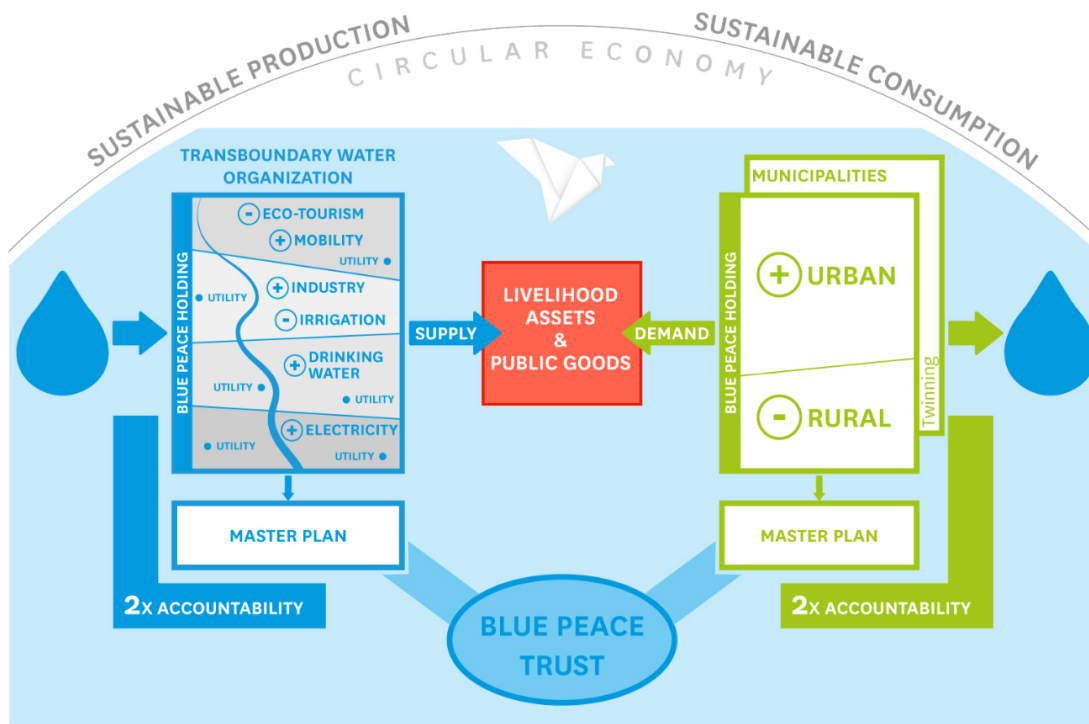 SUSTAINABLE PRODUCTION
SUSTAINABLE CONSUMPTION
CIRCULAR ECONOMY
TRANSBOUNDARY WATER
ORGANIZATION
BLUE PEACE HOLDING
- ECO-TOURISM
+ MOBILITY
UTILITY
+ INDUSTRY
UTILITY
- IRRIGATION
+ DRINKING
WATER
UTILITY
UTILITY
+ ELECTRICITY
UTILITY
UTILITY
SUPPLY
LIVELIHOOD
ASSETS
&
PUBLIC GOODS
DEMAND
MUNICIPALITIES
BLUE PEACE HOLDING
+ URBAN
- RURAL
Twinning
MASTER PLAN
MASTER PLAN
2X ACCOUNTABILITY
2X ACCOUNTABILITY
BLUE PEACE
TRUST